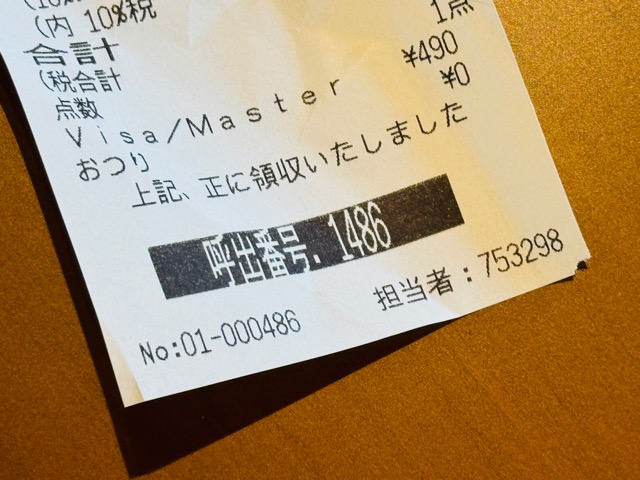 (内 10%税
合計
(税合計
点数 1点
Visa/Master ¥490
おつり ¥0
上記、正に領収いたしました
呼出番号. 1486
No:01-000486 担当者:753298